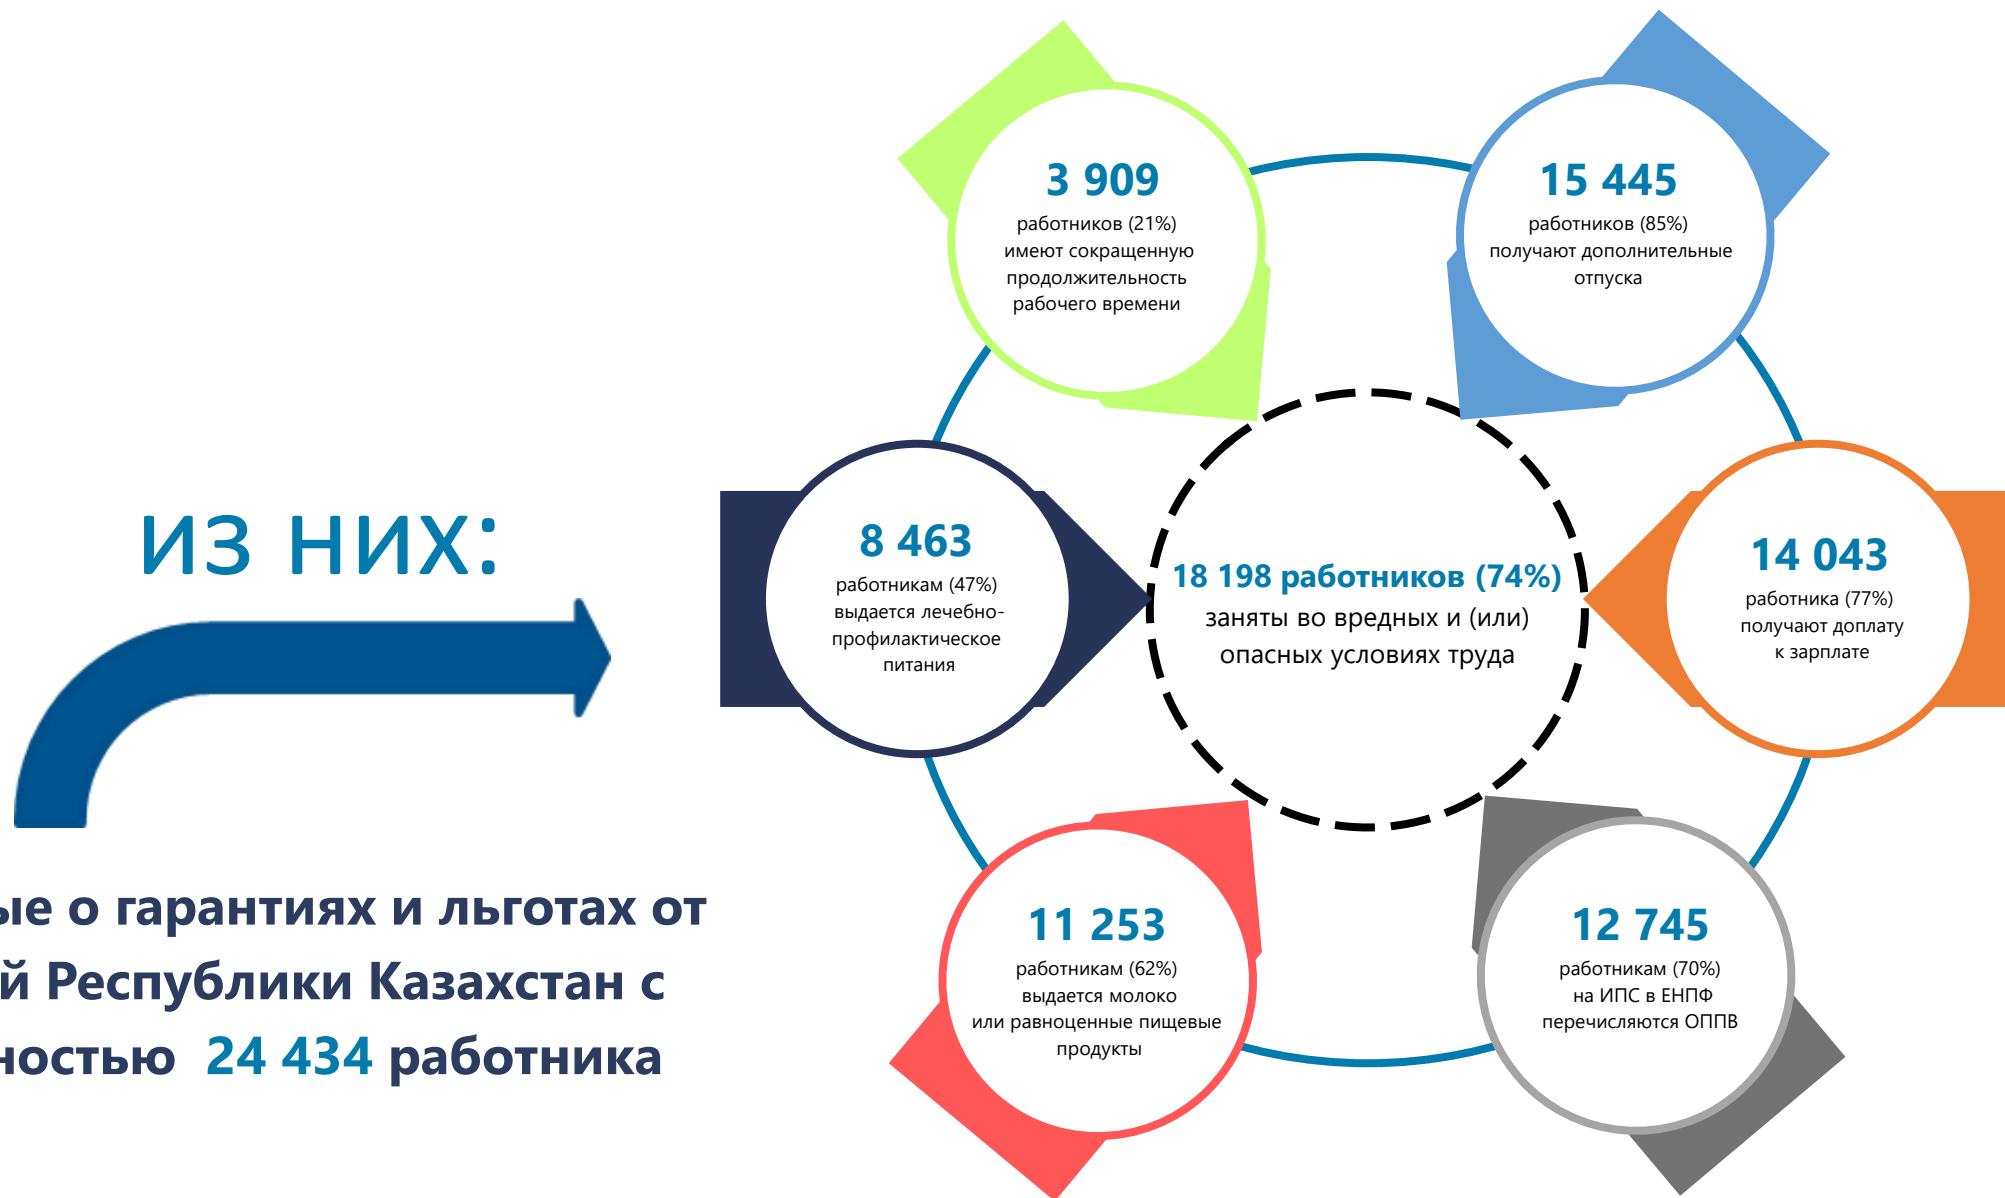 3 909
работников (21%)
имеют сокращенную
продолжительность
рабочего времени
15 445
работников (85%)
получают дополнительные
отпуска
из них:
8 463
работникам (47%)
выдается лечебно-
профилактическое
питания
18 198 работников (74%)
заняты во вредных и (или)
опасных условиях труда
14 043
работника (77%)
получают доплату
к зарплате
о гарантиях и льготах от
Республики Казахстан с
24 434 работника
11 253
работникам (62%)
выдается молоко
или равноценные пищевые
продукты
12 745
работникам (70%)
на ИПС в ЕНПФ
перечисляются ОППВ